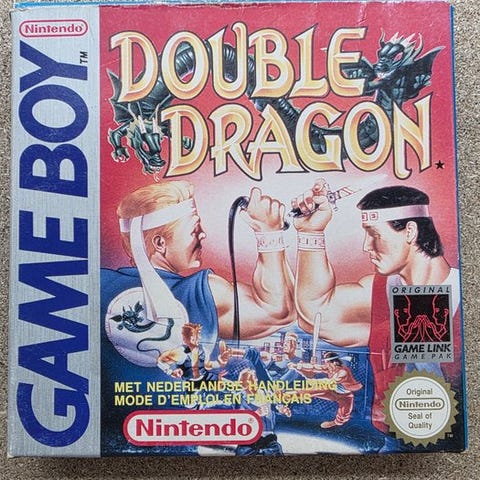 Nintendo
GAME BOY
TM
DOUBLE
DRAGON
ORIGINAL
GAME LINK
GAME PAK
MET NEDERLANDSE HANDLEIDING
MODE D'EMPLOI EN FRANÇAIS
Nintendo
Original
Nintendo
Seal of
Quality
TM